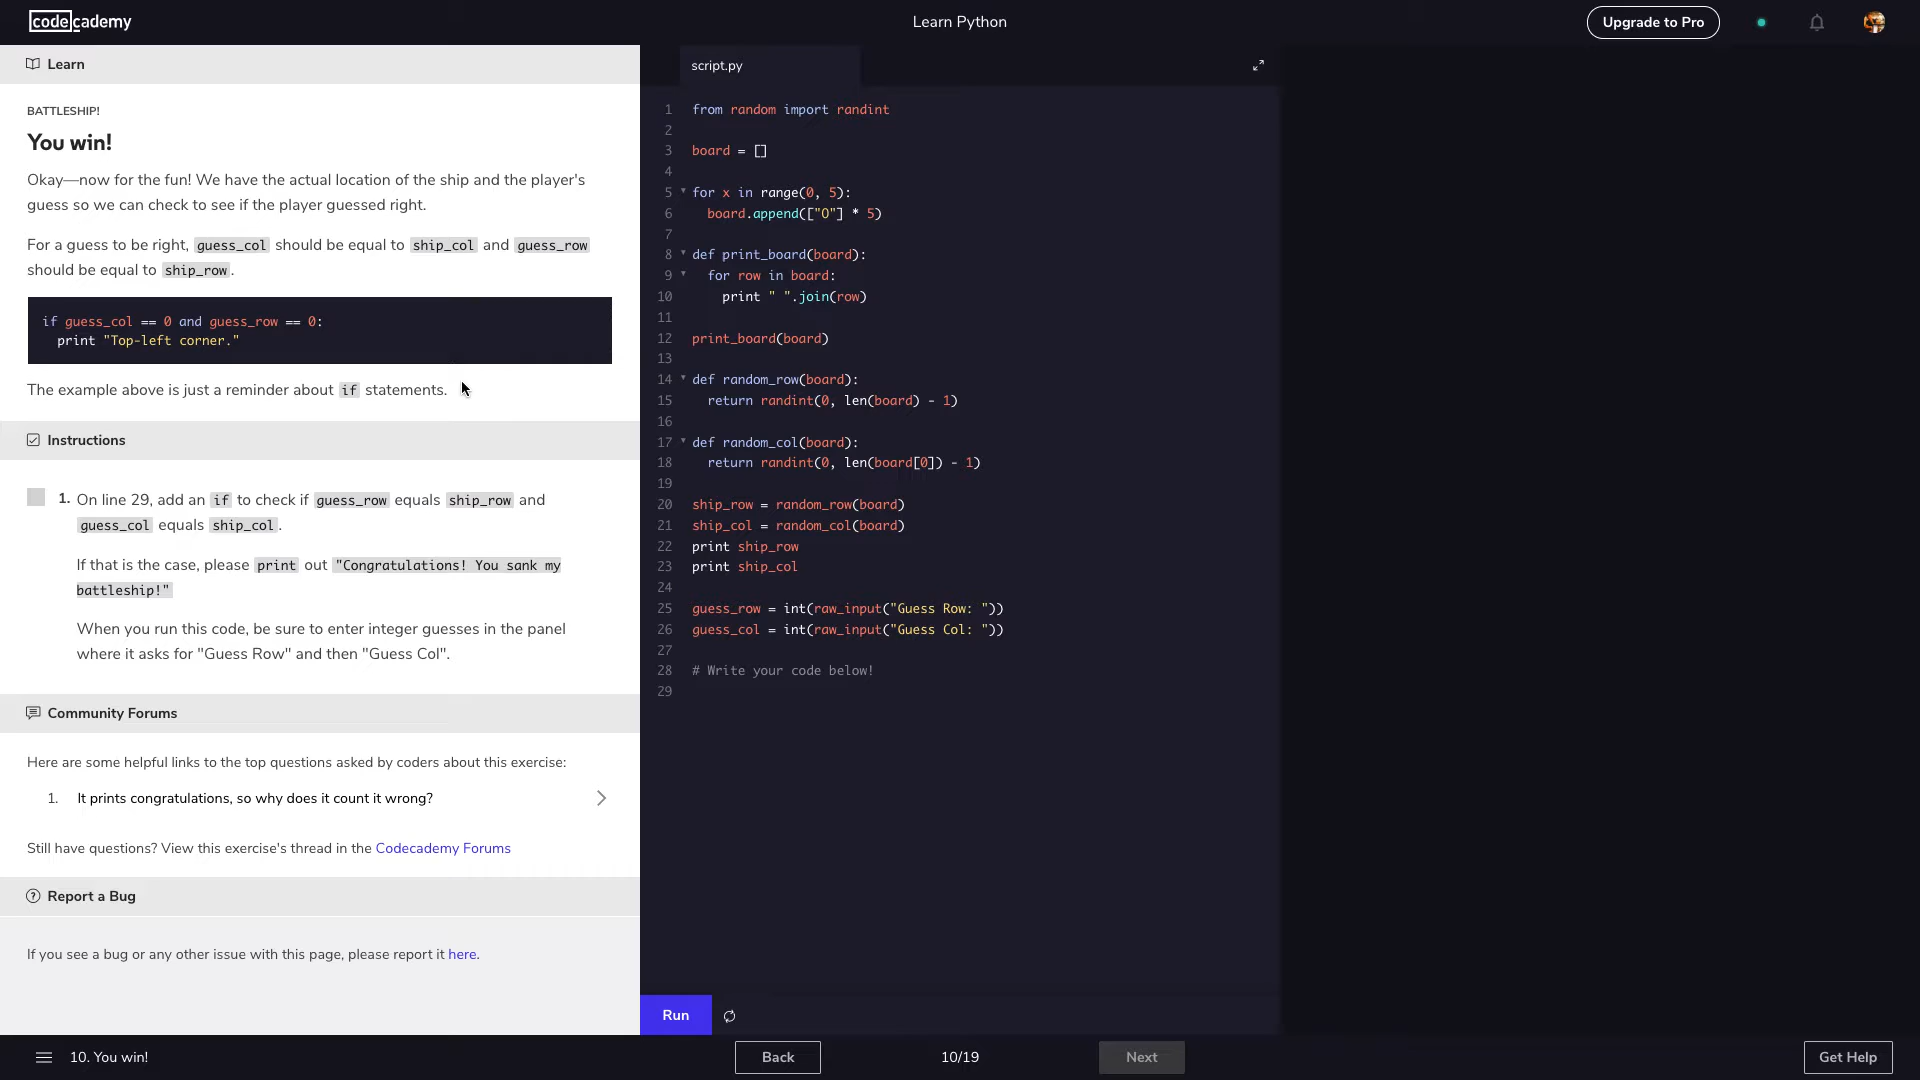 codecademy
Learn Python
Upgrade to Pro
Learn
BATTLESHIP!
You win!
Okay—now for the fun! We have the actual location of the ship and the player's
guess so we can check to see if the player guessed right.
For a guess to be right, guess_col should be equal to ship_col and guess_row
should be equal to ship_row.
if guess_col == 0 and guess_row == 0:
  print "Top-left corner."
The example above is just a reminder about if statements.
Instructions
1. On line 29, add an if to check if guess_row equals ship_row and
guess_col equals ship_col.
If that is the case, please print out "Congratulations! You sank my
battleship!"
When you run this code, be sure to enter integer guesses in the panel
where it asks for "Guess Row" and then "Guess Col".
Community Forums
Here are some helpful links to the top questions asked by coders about this exercise:
1. It prints congratulations, so why does it count it wrong?
Still have questions? View this exercise's thread in the Codecademy Forums
Report a Bug
If you see a bug or any other issue with this page, please report it here.
script.py
1 from random import randint
2
3 board = []
4
5 for x in range(0, 5):
6   board.append(["O"] * 5)
7
8 def print_board(board):
9   for row in board:
10     print " ".join(row)
11
12 print_board(board)
13
14 def random_row(board):
15   return randint(0, len(board) - 1)
16
17 def random_col(board):
18   return randint(0, len(board[0]) - 1)
19
20 ship_row = random_row(board)
21 ship_col = random_col(board)
22 print ship_row
23 print ship_col
24
25 guess_row = int(raw_input("Guess Row: "))
26 guess_col = int(raw_input("Guess Col: "))
27
28 # Write your code below!
29
Run
10. You win!
Back
10/19
Next
Get Help